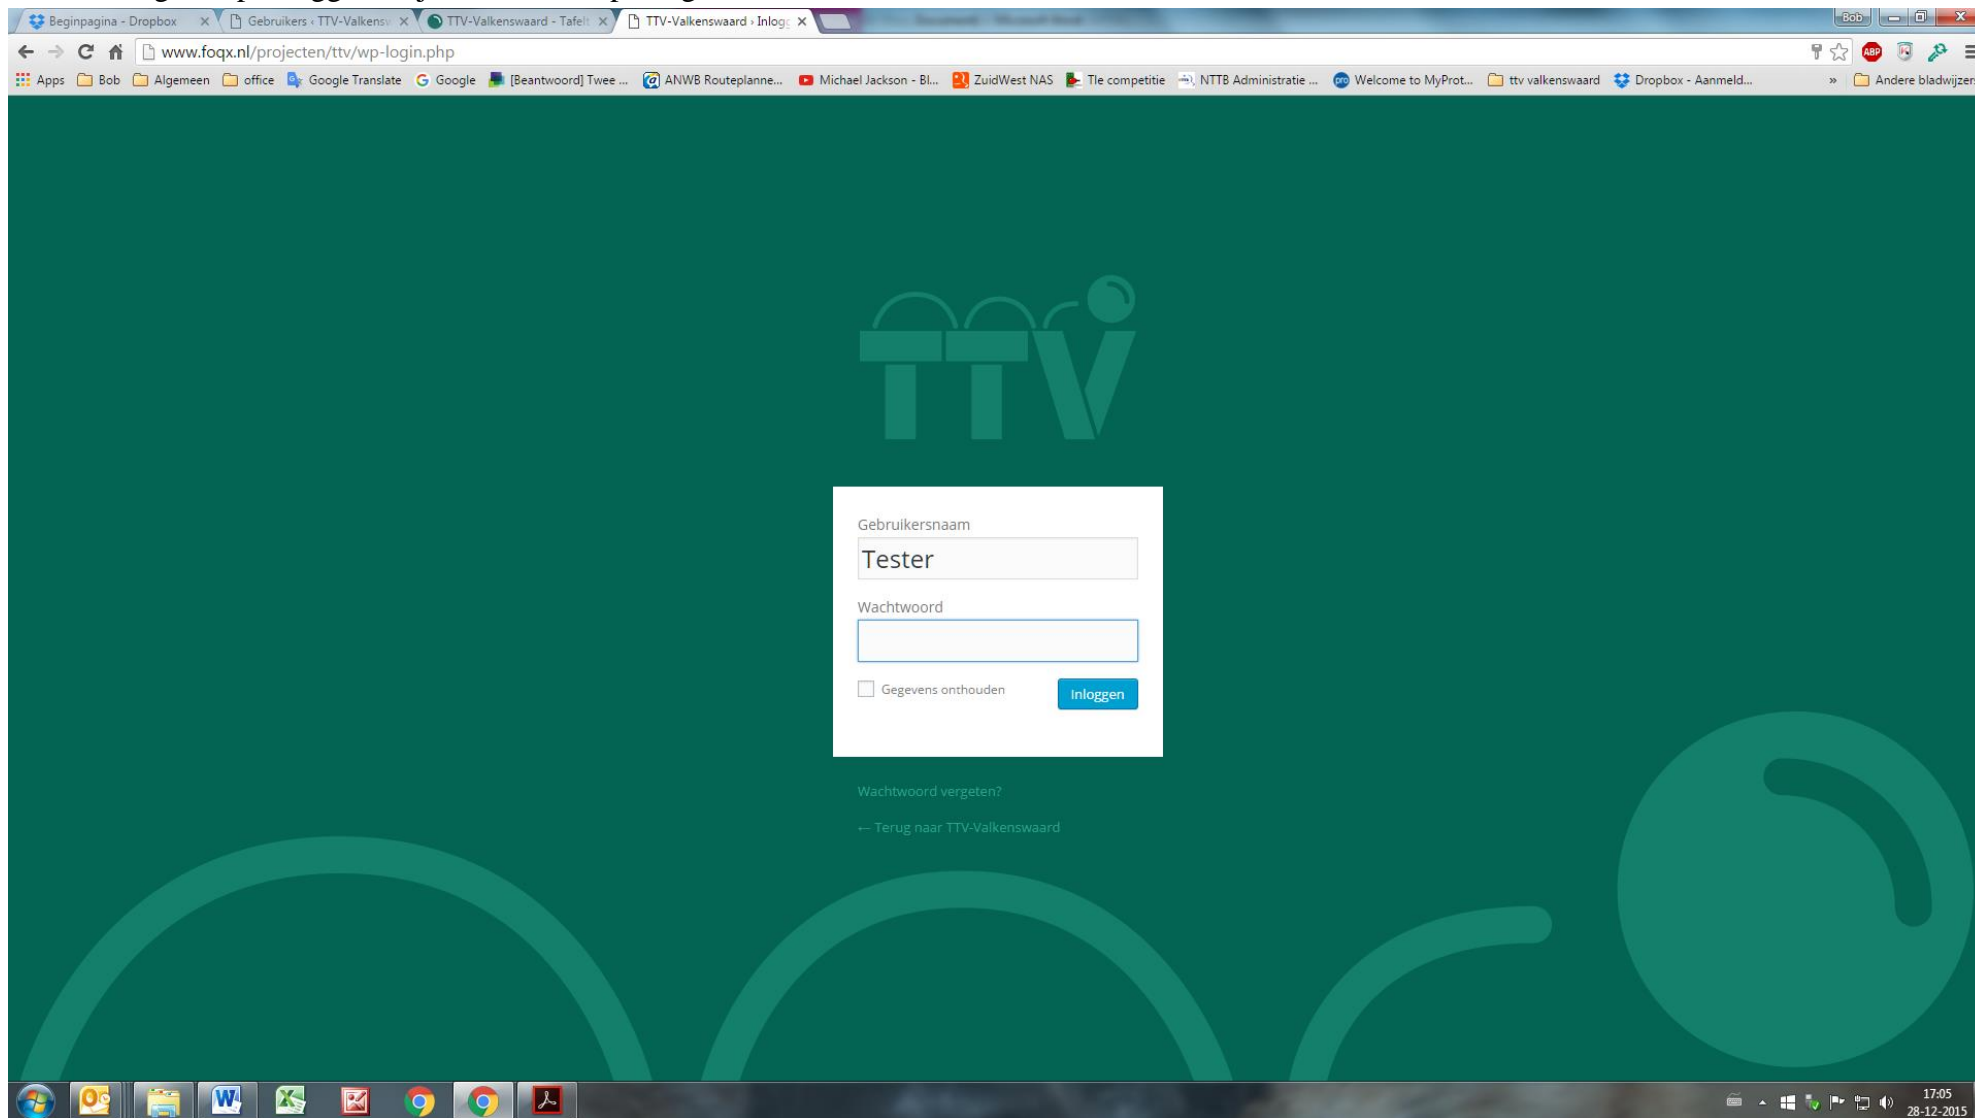 Beginpagina - Dropbox
Gebruikers ‹ TTV-Valkensw
TTV-Valkenswaard - Tafelt
TTV-Valkenswaard › Inlogg
Bob
www.foqx.nl/projecten/ttv/wp-login.php
ABP
Apps Bob Algemeen office Google Translate Google [Beantwoord] Twee ... ANWB Routeplanne... Michael Jackson - Bl... ZuidWest NAS Tle competitie NTTB Administratie ... Welcome to MyProt... ttv valkenswaard Dropbox - Aanmeld... » Andere bladwijzer
TTV
Gebruikersnaam
Tester
Wachtwoord
Gegevens onthouden
Inloggen
Wachtwoord vergeten?
← Terug naar TTV-Valkenswaard
17:05
28-12-2015